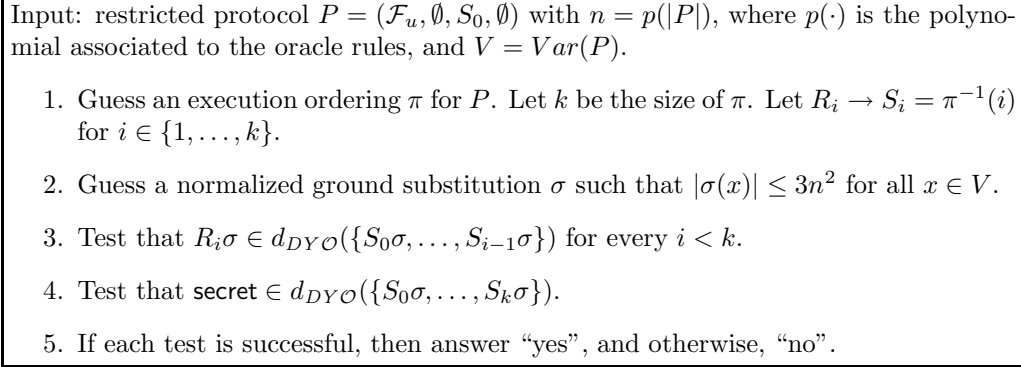 Input: restricted protocol P = (ℱ_u, ∅, S_0, ∅) with n = p(|P|), where p(·) is the polyno-
mial associated to the oracle rules, and V = Var(P).
1. Guess an execution ordering π for P. Let k be the size of π. Let R_i → S_i = π^{-1}(i)
for i ∈ {1, . . . , k}.
2. Guess a normalized ground substitution σ such that |σ(x)| ≤ 3n^2 for all x ∈ V.
3. Test that R_iσ ∈ d_{DY𝒪}({S_0σ, . . . , S_{i−1}σ}) for every i < k.
4. Test that secret ∈ d_{DY𝒪}({S_0σ, . . . , S_kσ}).
5. If each test is successful, then answer “yes”, and otherwise, “no”.